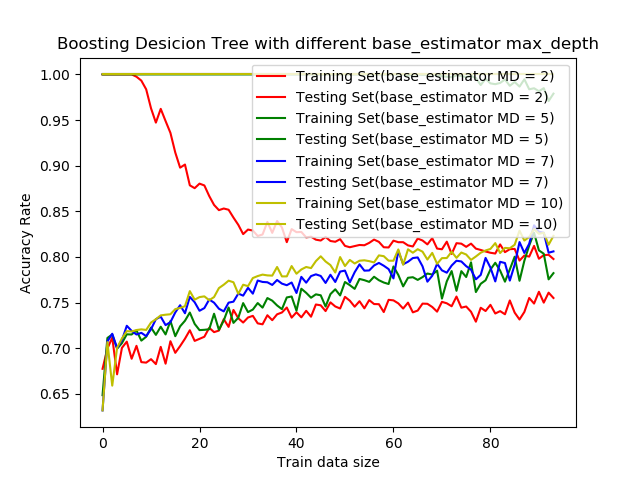 Boosting Desicion Tree with different base_estimator max_depth
1.00
0.95
0.90
0.85
0.80
0.75
0.70
0.65
Accuracy Rate
Training Set(base_estimator MD = 2)
Testing Set(base_estimator MD = 2)
Training Set(base_estimator MD = 5)
Testing Set(base_estimator MD = 5)
Training Set(base_estimator MD = 7)
Testing Set(base_estimator MD = 7)
Training Set(base_estimator MD = 10)
Testing Set(base_estimator MD = 10)
0 20 40 60 80
Train data size